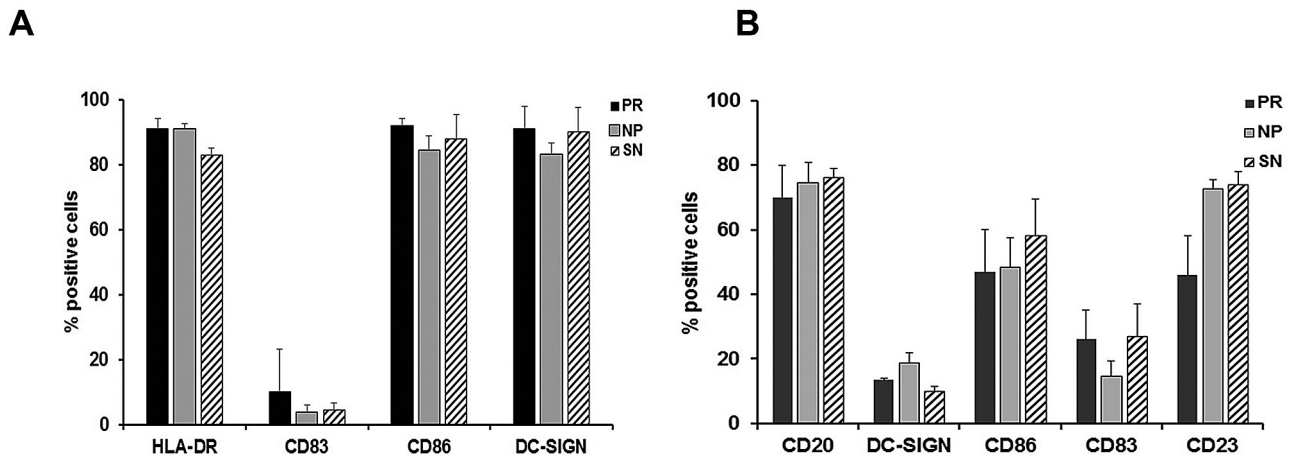 A
% positive cells
100
80
60
40
20
0
HLA-DR CD83 CD86 DC-SIGN
PR
NP
SN
B
% positive cells
100
80
60
40
20
0
CD20 DC-SIGN CD86 CD83 CD23
PR
NP
SN